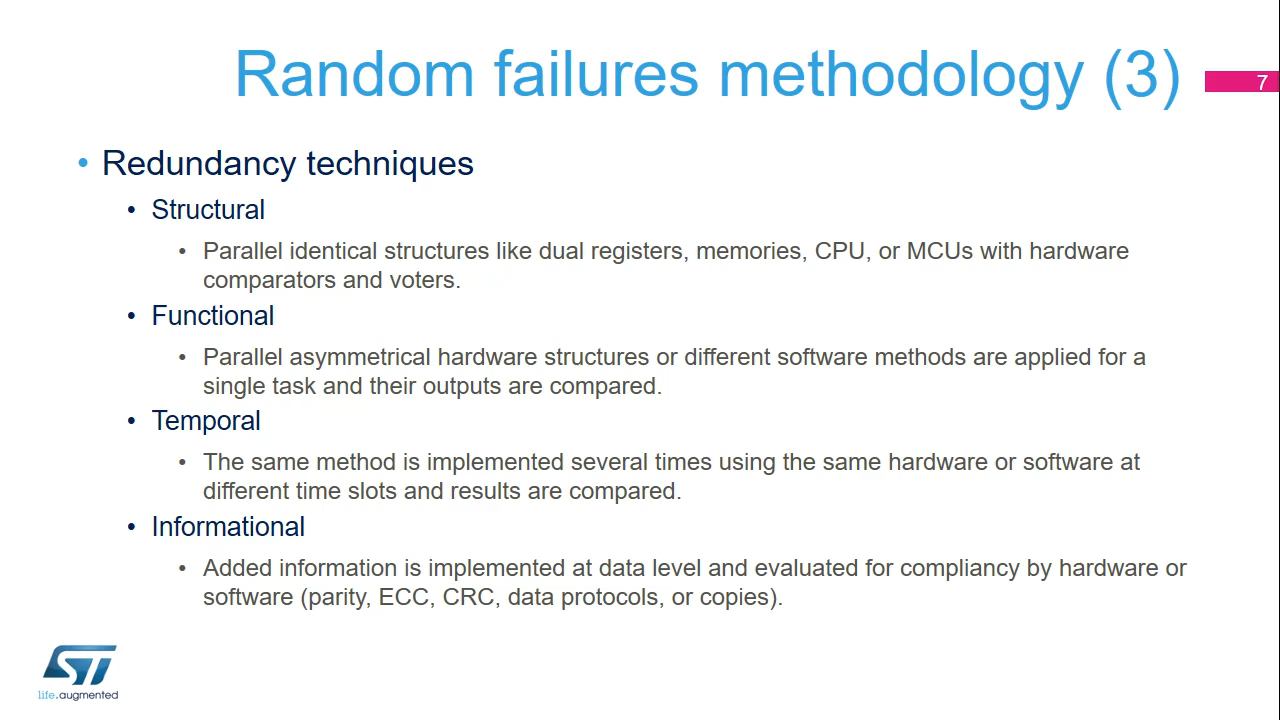 Random failures methodology (3)
7
• Redundancy techniques
• Structural
• Parallel identical structures like dual registers, memories, CPU, or MCUs with hardware
comparators and voters.
• Functional
• Parallel asymmetrical hardware structures or different software methods are applied for a
single task and their outputs are compared.
• Temporal
• The same method is implemented several times using the same hardware or software at
different time slots and results are compared.
• Informational
• Added information is implemented at data level and evaluated for compliancy by hardware or
software (parity, ECC, CRC, data protocols, or copies).
ST
life.augmented